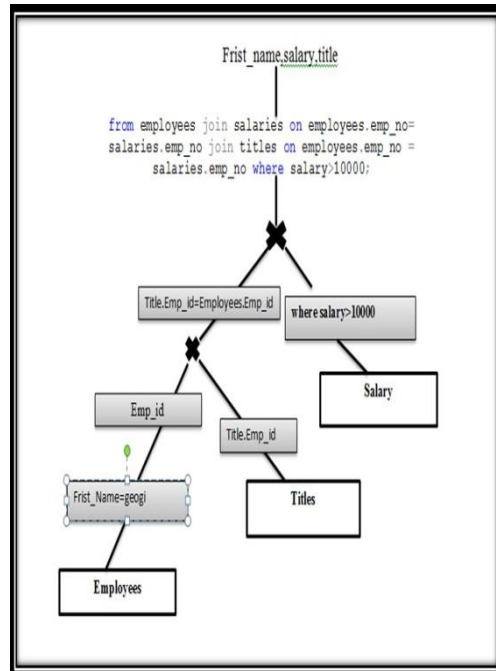 Frist_name,salary,title
from employees join salaries on employees.emp_no=
salaries.emp_no join titles on employees.emp_no =
salaries.emp_no where salary>10000;
Title.Emp_id=Employees.Emp_id
where salary>10000
Salary
Emp_id
Title.Emp_id
Frist_Name=geogi
Titles
Employees